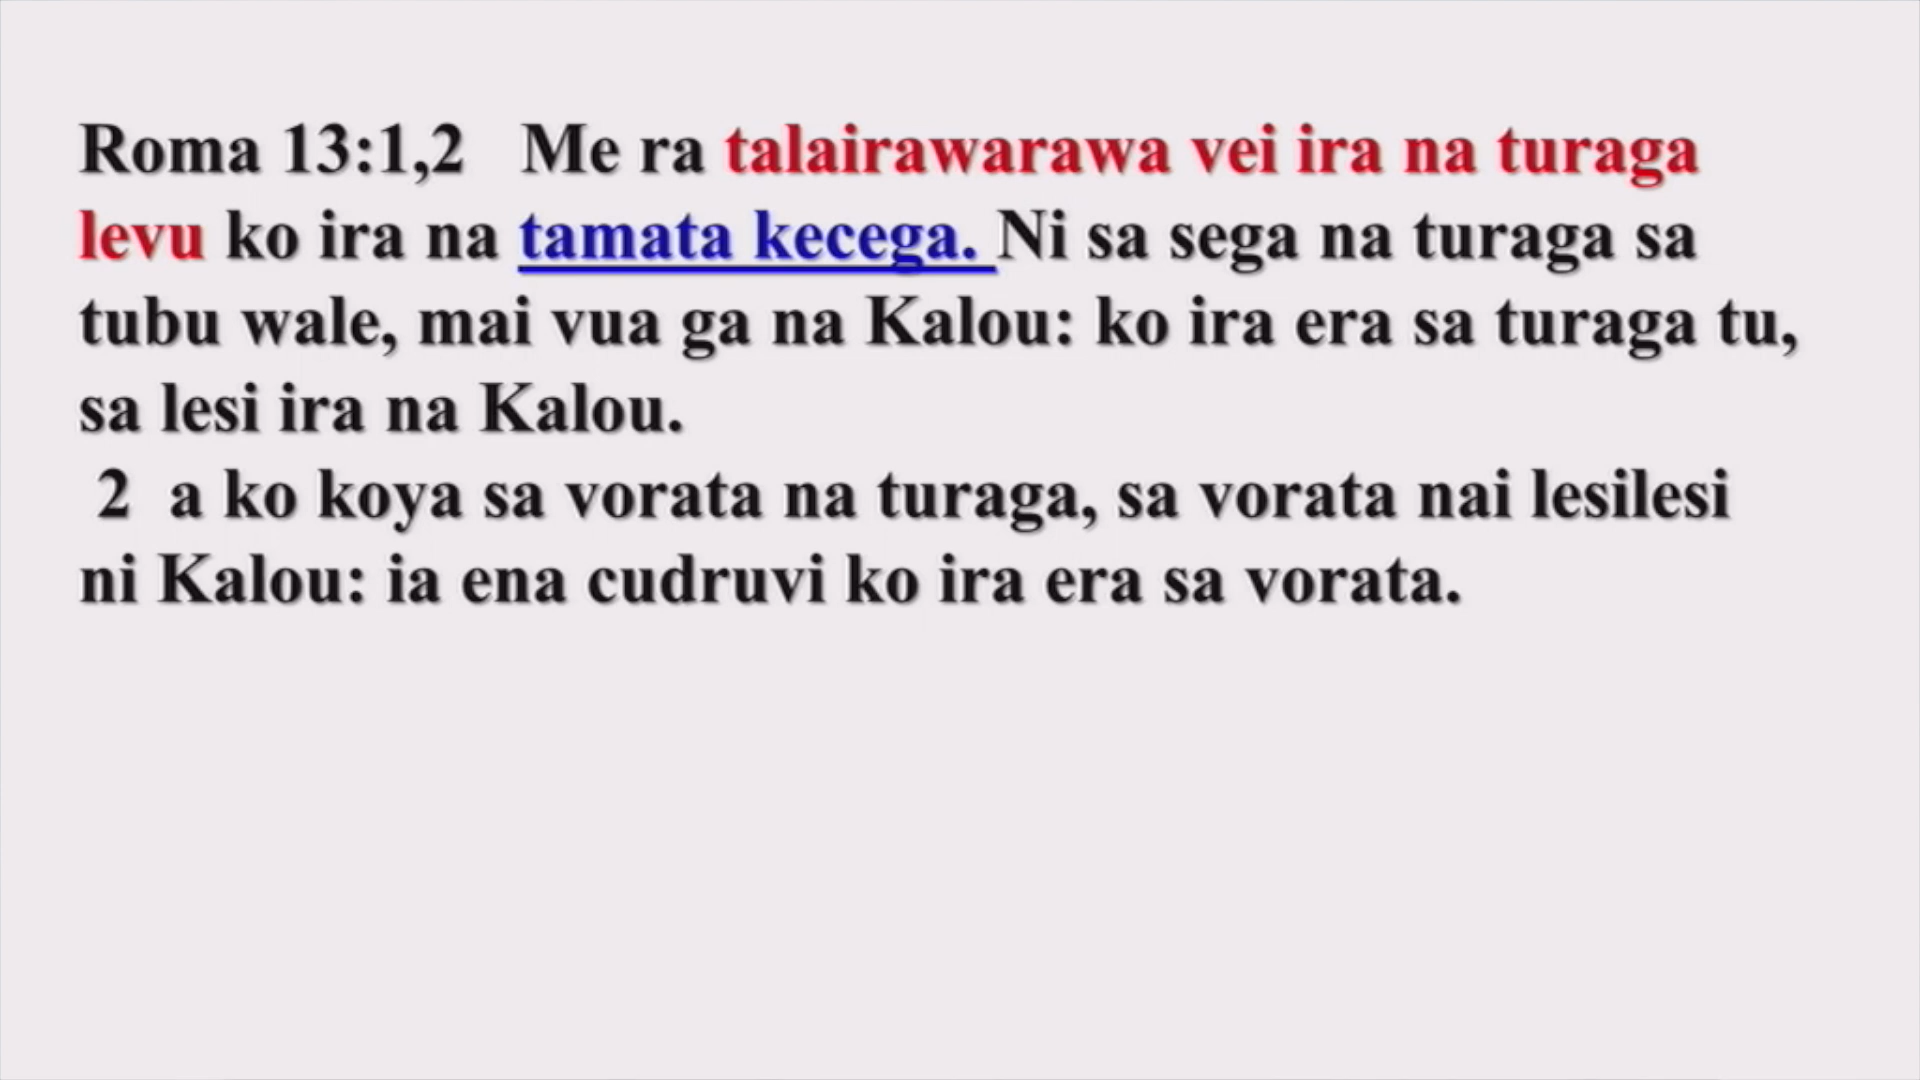 Roma 13:1,2 Me ra talairawarawa vei ira na turaga
levu ko ira na tamata kecega. Ni sa sega na turaga sa
tubu wale, mai vua ga na Kalou: ko ira era sa turaga tu,
sa lesi ira na Kalou.
2 a ko koya sa vorata na turaga, sa vorata nai lesilesi
ni Kalou: ia ena cudruvi ko ira era sa vorata.